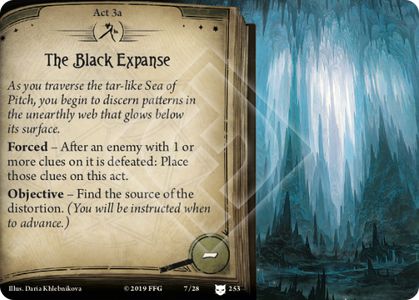 Act 3a
The Black Expanse
As you traverse the tar-like Sea of
Pitch, you begin to discern patterns in
the unearthly web that glows below
its surface.
Forced – After an enemy with 1 or
more clues on it is defeated: Place
those clues on this act.
Objective – Find the source of the
distortion. (You will be instructed when
to advance.)
–
Illus. Daria Khlebnikova
© 2019 FFG
7/28
253